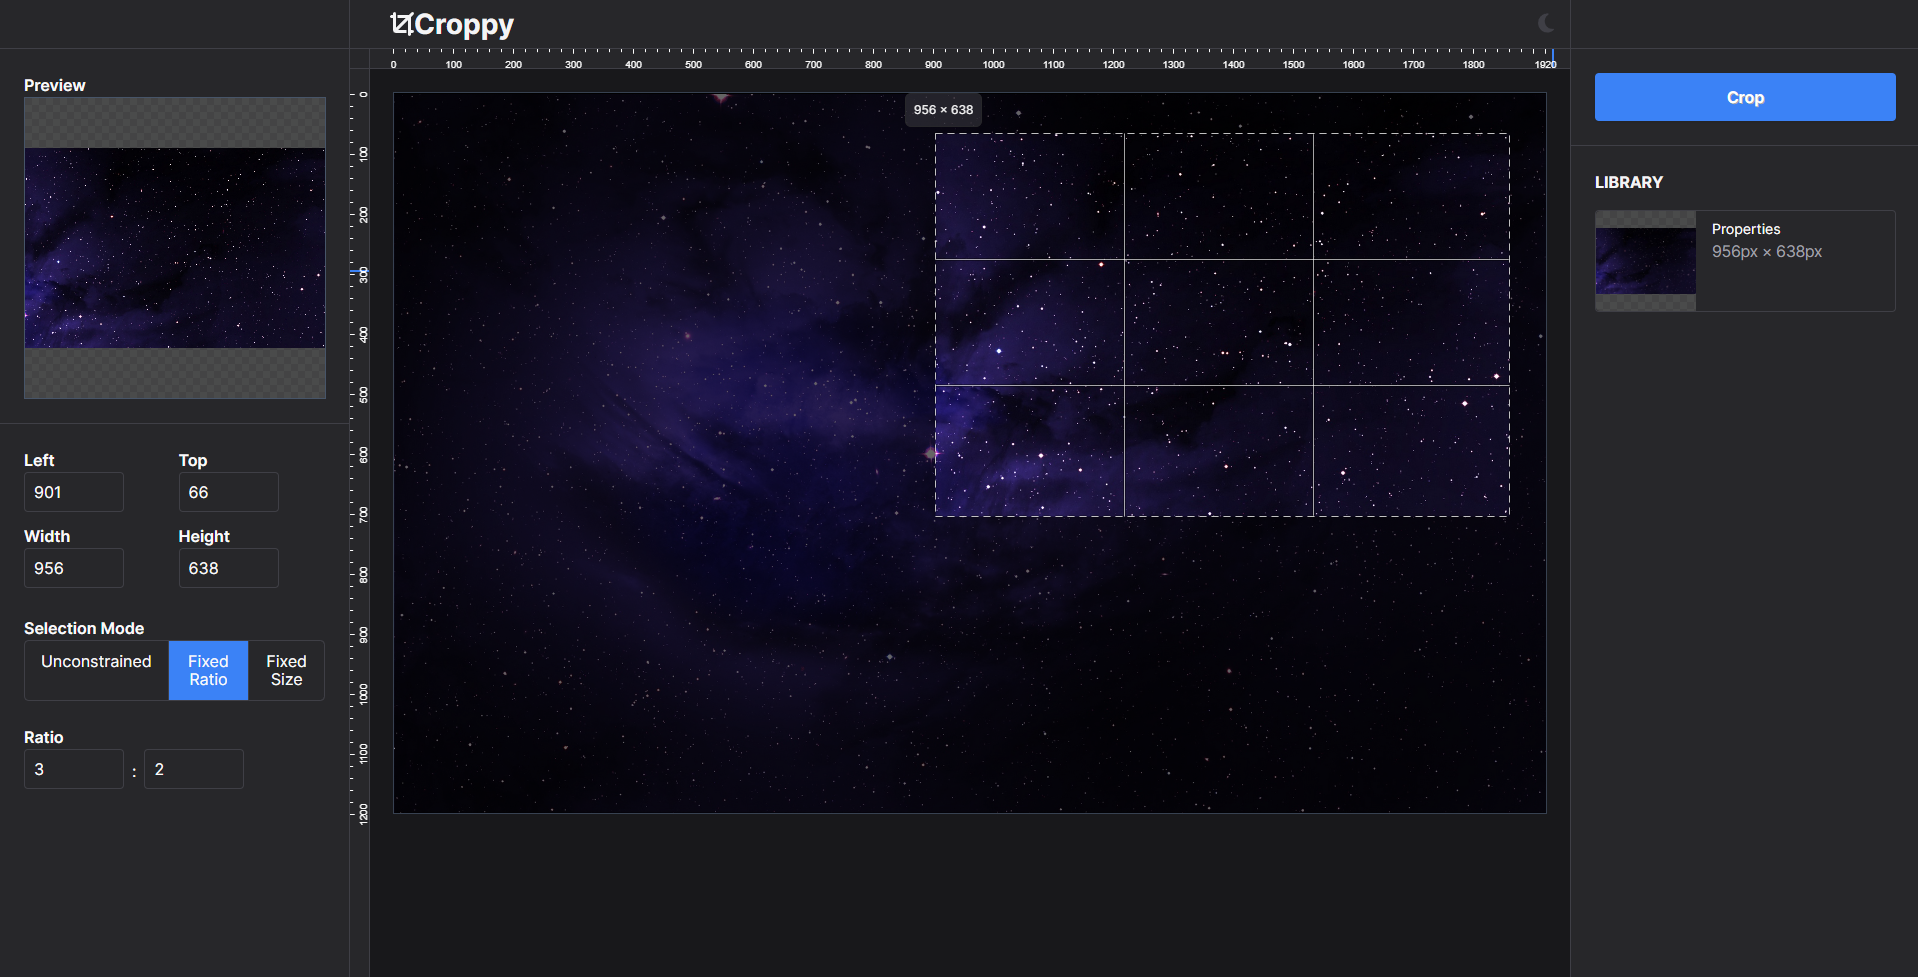 Croppy
Preview
0 100 200 300 400 500 600 700 800 900 1000 1100 1200 1300 1400 1500 1600 1700 1800 1920
0
100
200
300
400
500
600
700
800
900
1000
1100
1200
956 × 638
Left
Top
901
66
Width
Height
956
638
Selection Mode
Unconstrained
Fixed
Ratio
Fixed
Size
Ratio
3 : 2
Crop
LIBRARY
Properties
956px × 638px